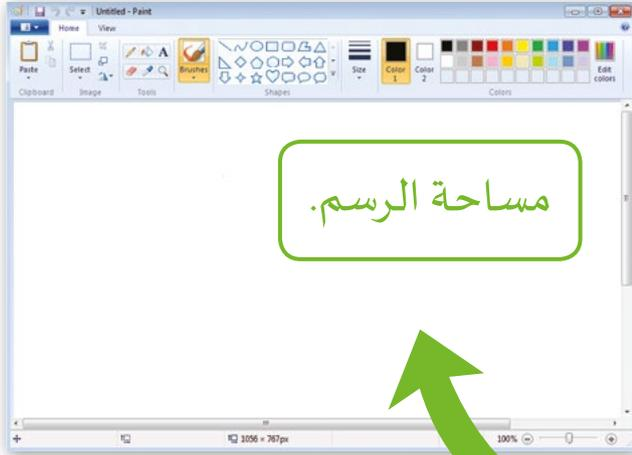 Untitled - Paint
Home View
Paste
Select
Brushes
Size
Color 1
Color 2
Edit colors
Clipboard Image Tools Shapes Colors
مساحة الرسم.
1056 × 767px 100%